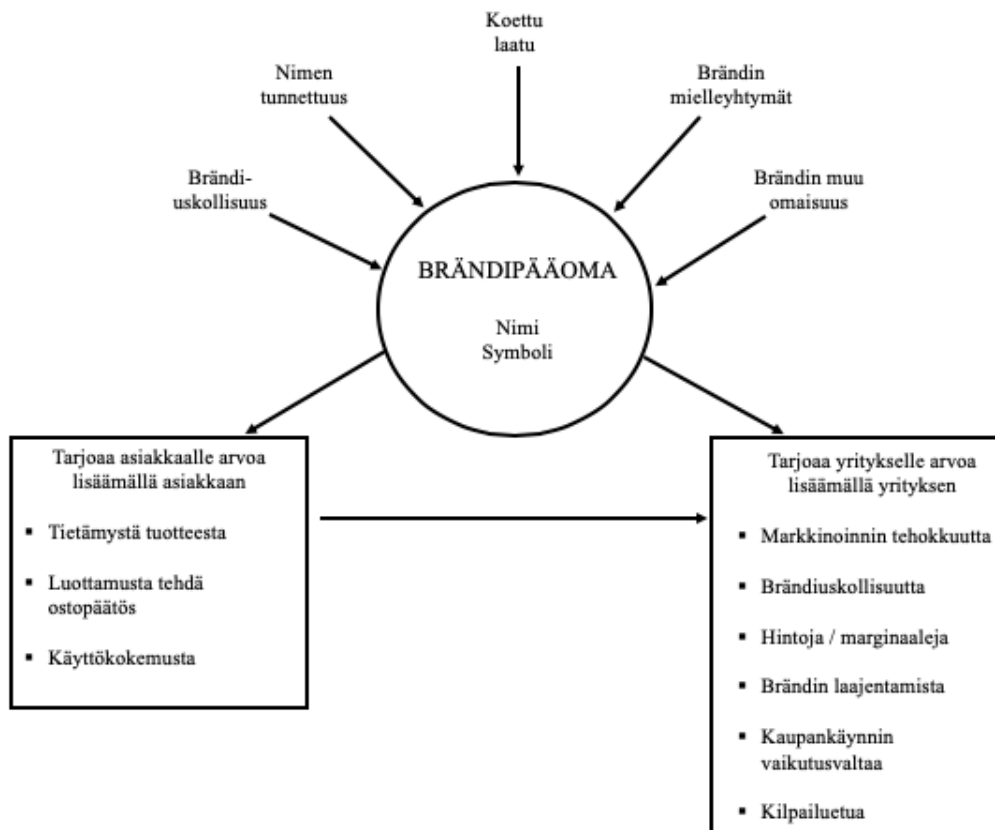 Koettu
laatu
Nimen
tunnettuus
Brändin
mielleyhtymät
Brändi-
uskollisuus
Brändin muu
omaisuus
BRÄNDIPÄÄOMA
Nimi
Symboli
Tarjoaa asiakkaalle arvoa
lisäämällä asiakkaan
▪ Tietämystä tuotteesta
▪ Luottamusta tehdä
ostopäätös
▪ Käyttökokemusta
Tarjoaa yritykselle arvoa
lisäämällä yrityksen
▪ Markkinoinnin tehokkuutta
▪ Brändiuskollisuutta
▪ Hintoja / marginaaleja
▪ Brändin laajentamista
▪ Kaupankäynnin
vaikutusvaltaa
▪ Kilpailuetua